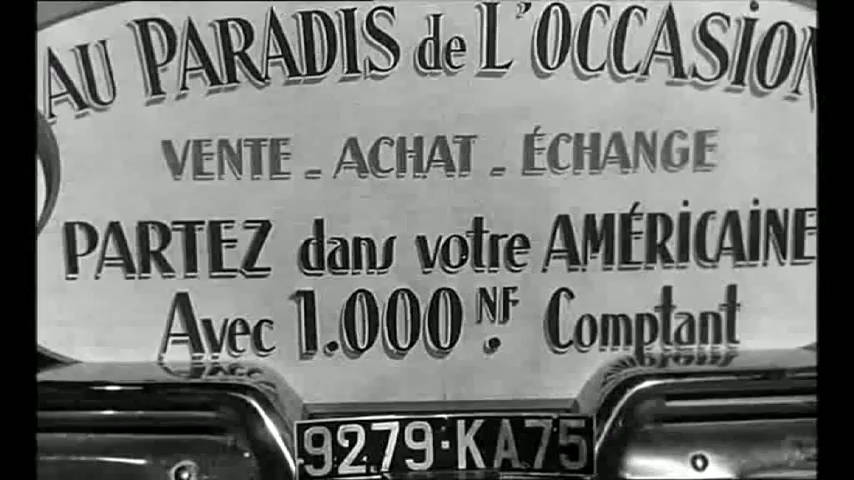 AU PARADIS de L'OCCASION
VENTE - ACHAT - ÉCHANGE
PARTEZ dans votre AMÉRICAINE
Avec 1.000 NF. Comptant
9279·KA75